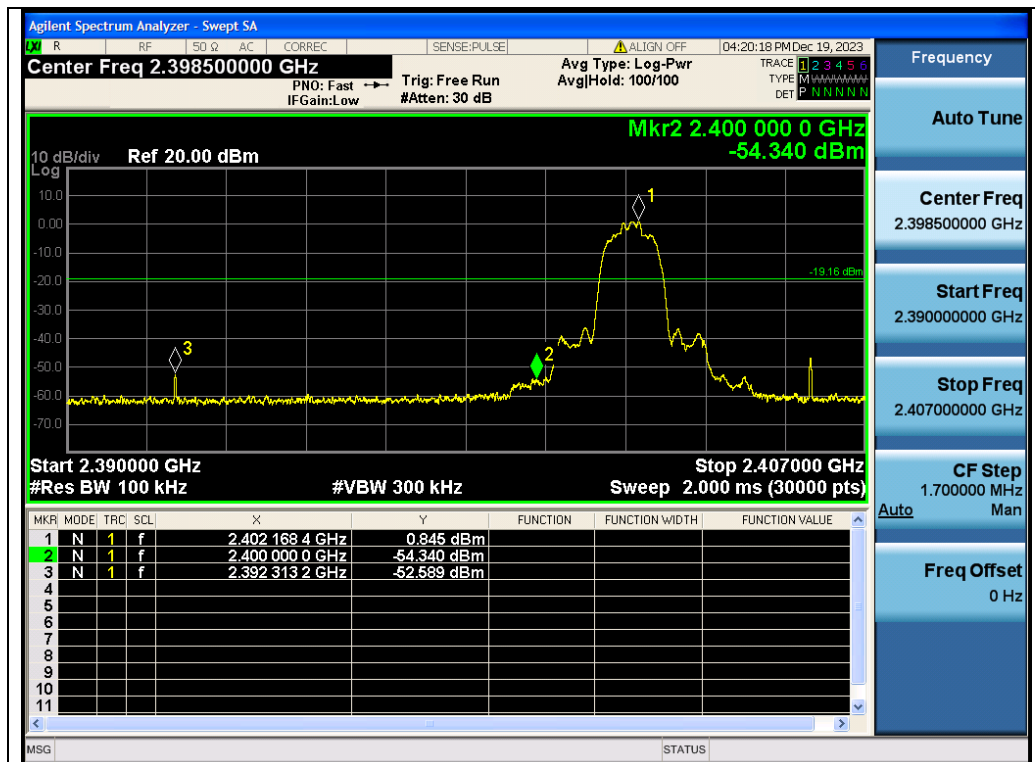 Agilent Spectrum Analyzer - Swept SA
LXI R RF 50 Ω AC CORREC SENSE:PULSE ALIGN OFF 04:20:18 PM Dec 19, 2023
Center Freq 2.398500000 GHz
PNO: Fast
IFGain:Low
Trig: Free Run
#Atten: 30 dB
Avg Type: Log-Pwr
Avg|Hold: 100/100
TRACE 1 2 3 4 5 6
TYPE M WWWWW
DET P N N N N N
Mkr2 2.400 000 0 GHz
-54.340 dBm
10 dB/div Ref 20.00 dBm
Log
10.0
0.00
-10.0
-20.0
-30.0
-40.0
-50.0
-60.0
-70.0
1
-19.16 dBm
3
2
Start 2.390000 GHz Stop 2.407000 GHz
#Res BW 100 kHz #VBW 300 kHz Sweep 2.000 ms (30000 pts)
MKR MODE TRC SCL X Y FUNCTION FUNCTION WIDTH FUNCTION VALUE
1 N 1 f 2.402 168 4 GHz 0.845 dBm
2 N 1 f 2.400 000 0 GHz -54.340 dBm
3 N 1 f 2.392 313 2 GHz -52.589 dBm
4
5
6
7
8
9
10
11
MSG STATUS
Frequency
Auto Tune
Center Freq
2.398500000 GHz
Start Freq
2.390000000 GHz
Stop Freq
2.407000000 GHz
CF Step
1.700000 MHz
Auto Man
Freq Offset
0 Hz